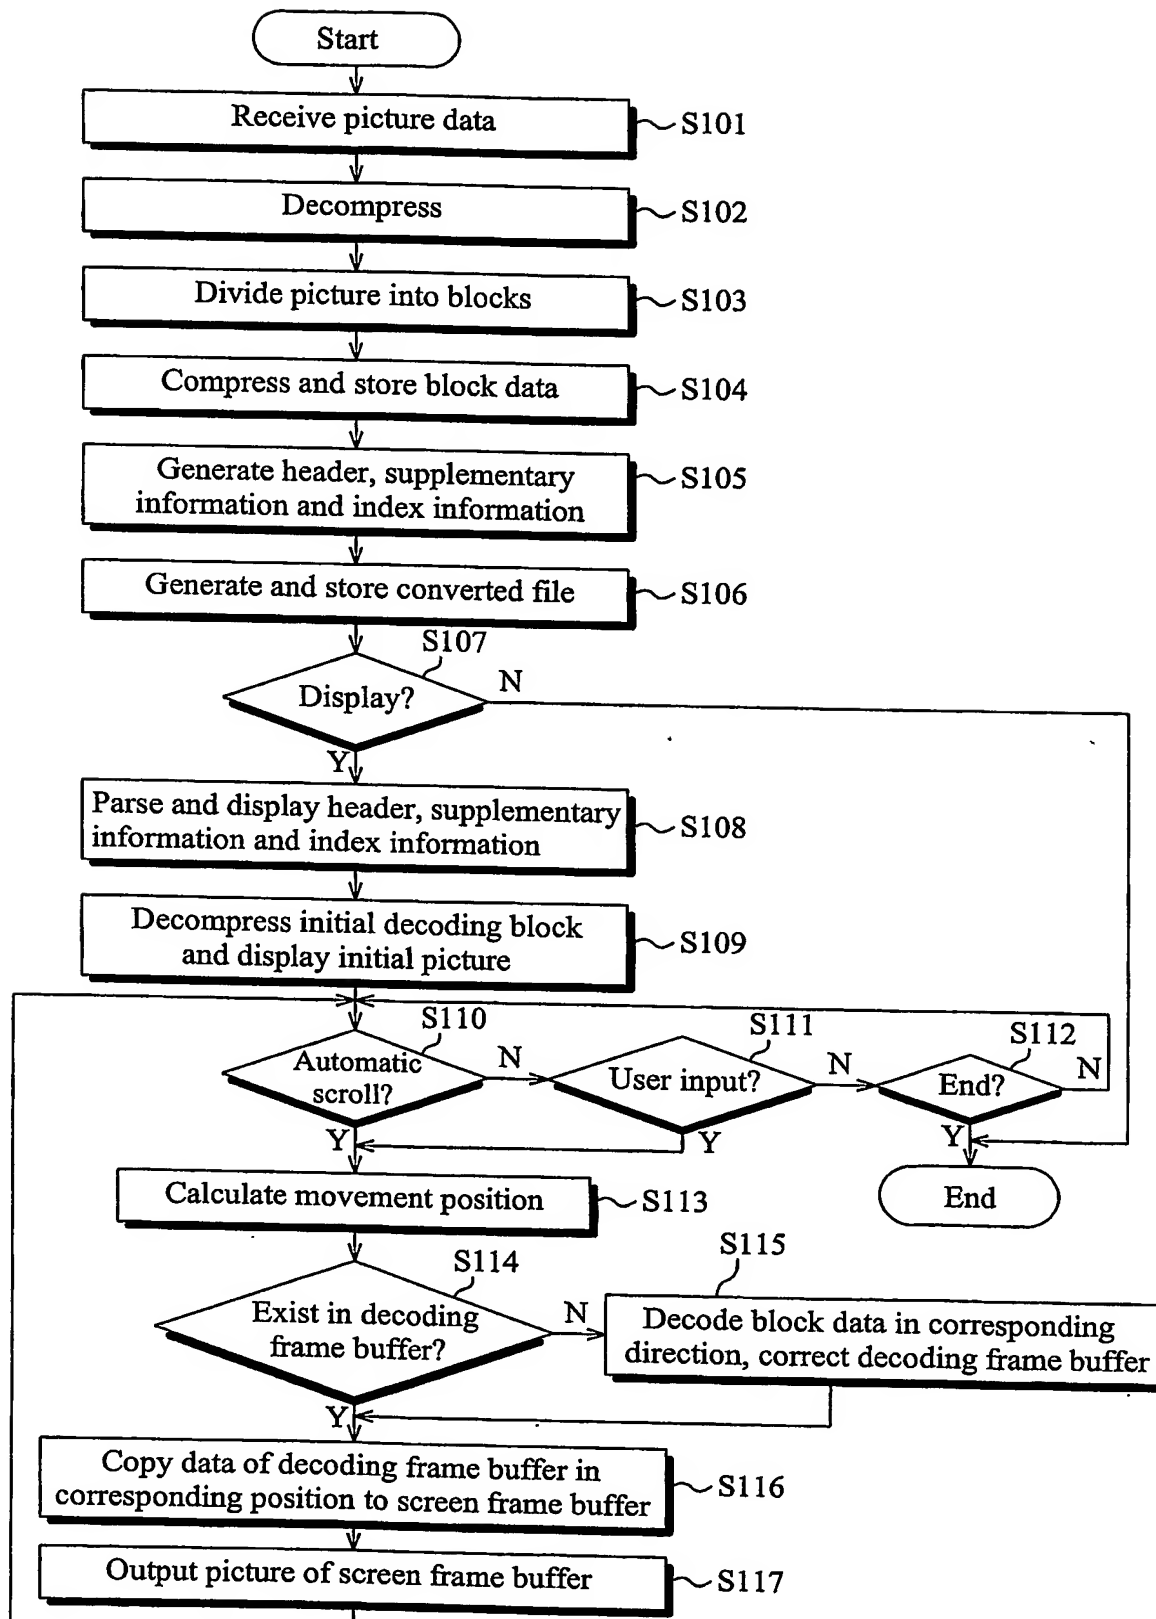 Start
Receive picture data
S101
Decompress
S102
Divide picture into blocks
S103
Compress and store block data
S104
Generate header, supplementary
information and index information
S105
Generate and store converted file
S106
S107
Display?
N
Y
Parse and display header, supplementary
information and index information
S108
Decompress initial decoding block
and display initial picture
S109
S110
Automatic
scroll?
N
Y
S111
User input?
N
Y
S112
End?
N
Y
End
Calculate movement position
S113
S114
Exist in decoding
frame buffer?
N
Y
S115
Decode block data in corresponding
direction, correct decoding frame buffer
Copy data of decoding frame buffer in
corresponding position to screen frame buffer
S116
Output picture of screen frame buffer
S117